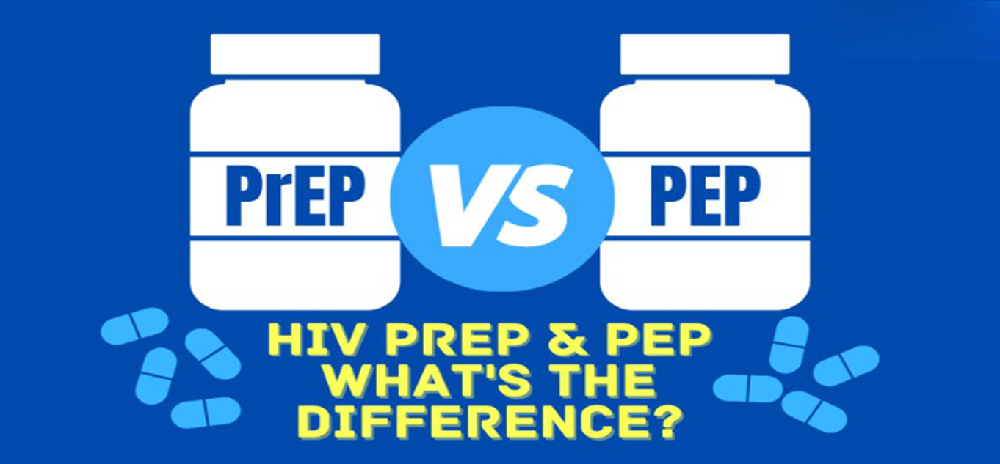 PrEP VS PEP
HIV PREP & PEP
WHAT'S THE
DIFFERENCE?